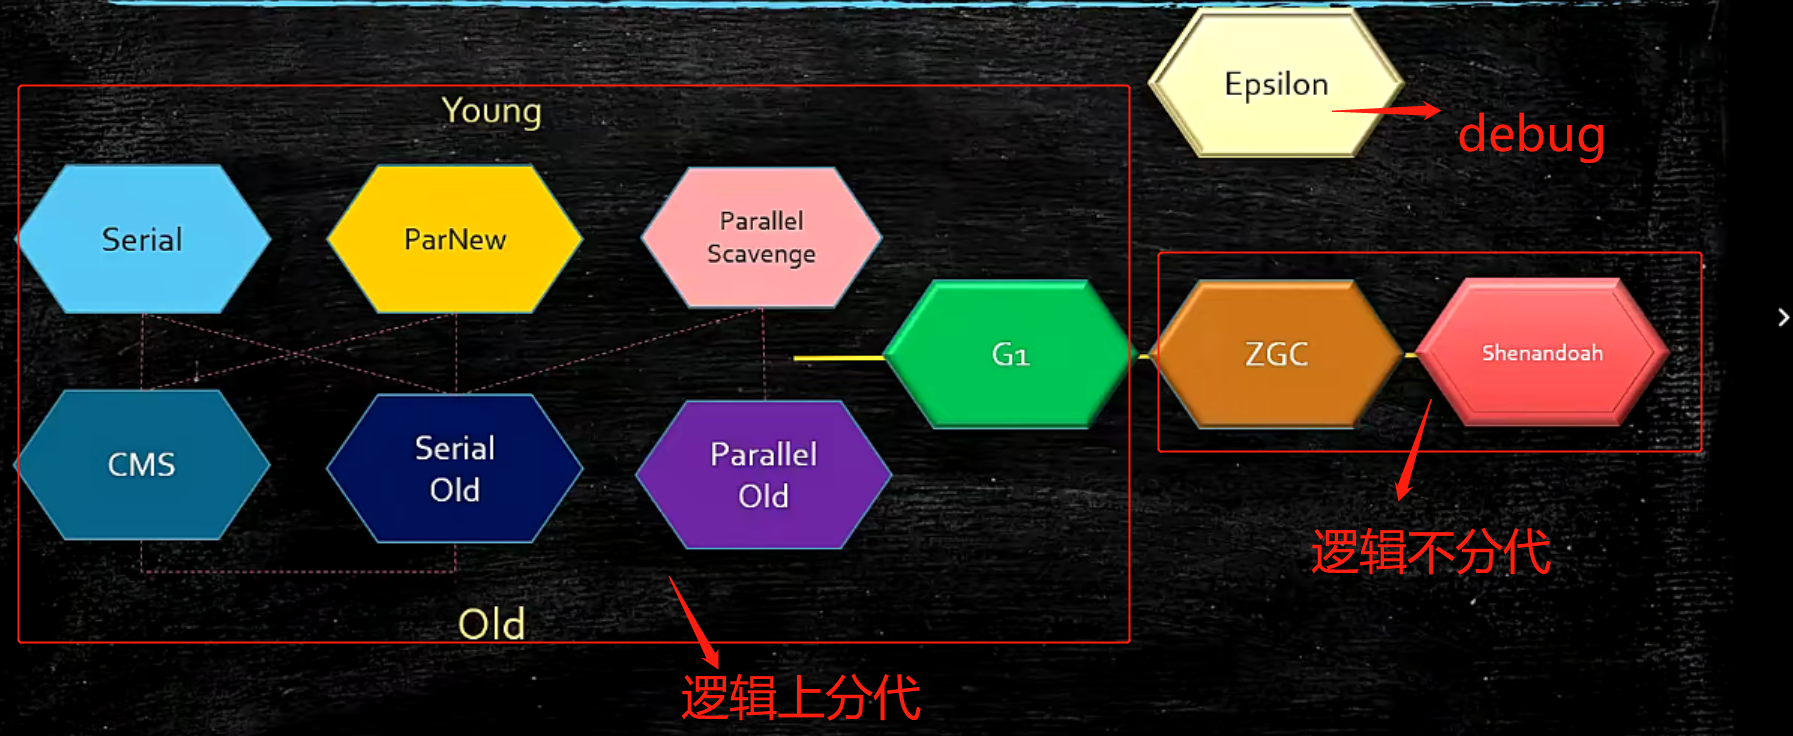 Epsilon
debug
Young
Serial
ParNew
Parallel
Scavenge
G1
ZGC
Shenandoah
CMS
Serial
Old
Parallel
Old
逻辑不分代
Old
逻辑上分代